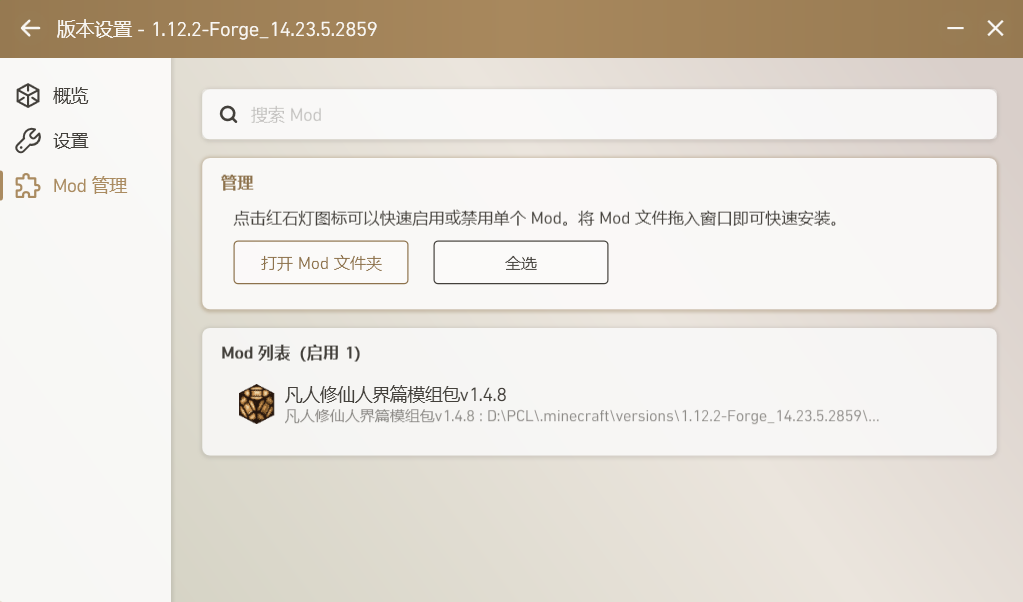 版本设置 - 1.12.2-Forge_14.23.5.2859
概览
设置
Mod 管理
搜索 Mod
管理
点击红石灯图标可以快速启用或禁用单个 Mod。将 Mod 文件拖入窗口即可快速安装。
打开 Mod 文件夹
全选
Mod 列表 (启用 1)
凡人修仙人界篇模组包v1.4.8
凡人修仙人界篇模组包v1.4.8 : D:\PCL\.minecraft\versions\1.12.2-Forge_14.23.5.2859\...